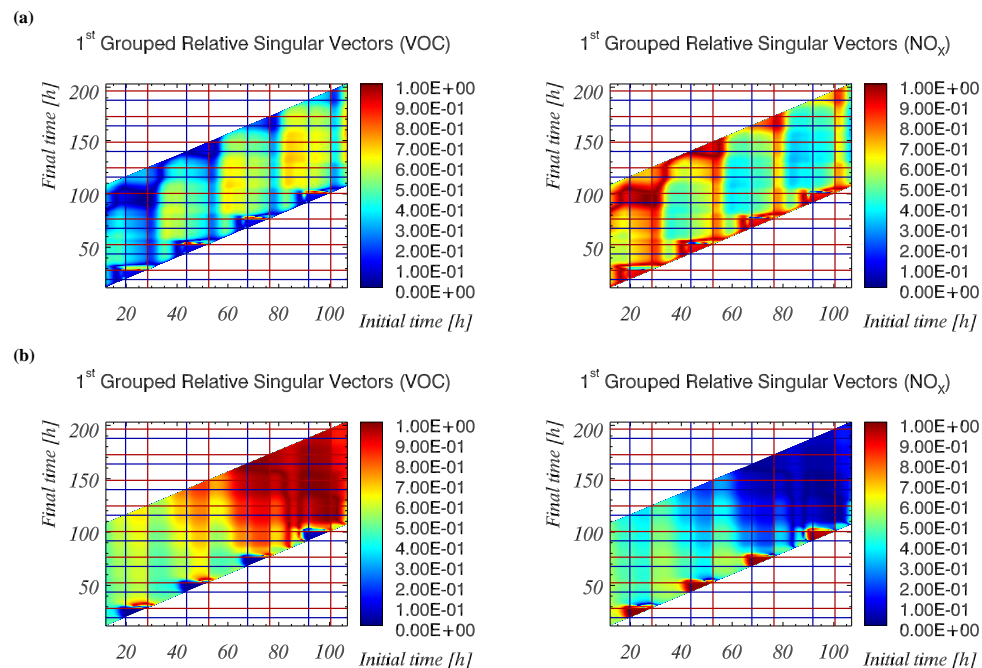 (a)
1st Grouped Relative Singular Vectors (VOC)
Final time [h]
200
150
100
50
20 40 60 80 100
Initial time [h]
1.00E+00
9.00E-01
8.00E-01
7.00E-01
6.00E-01
5.00E-01
4.00E-01
3.00E-01
2.00E-01
1.00E-01
0.00E+00
1st Grouped Relative Singular Vectors (NOX)
Final time [h]
200
150
100
50
20 40 60 80 100
Initial time [h]
1.00E+00
9.00E-01
8.00E-01
7.00E-01
6.00E-01
5.00E-01
4.00E-01
3.00E-01
2.00E-01
1.00E-01
0.00E+00
(b)
1st Grouped Relative Singular Vectors (VOC)
Final time [h]
200
150
100
50
20 40 60 80 100
Initial time [h]
1.00E+00
9.00E-01
8.00E-01
7.00E-01
6.00E-01
5.00E-01
4.00E-01
3.00E-01
2.00E-01
1.00E-01
0.00E+00
1st Grouped Relative Singular Vectors (NOX)
Final time [h]
200
150
100
50
20 40 60 80 100
Initial time [h]
1.00E+00
9.00E-01
8.00E-01
7.00E-01
6.00E-01
5.00E-01
4.00E-01
3.00E-01
2.00E-01
1.00E-01
0.00E+00